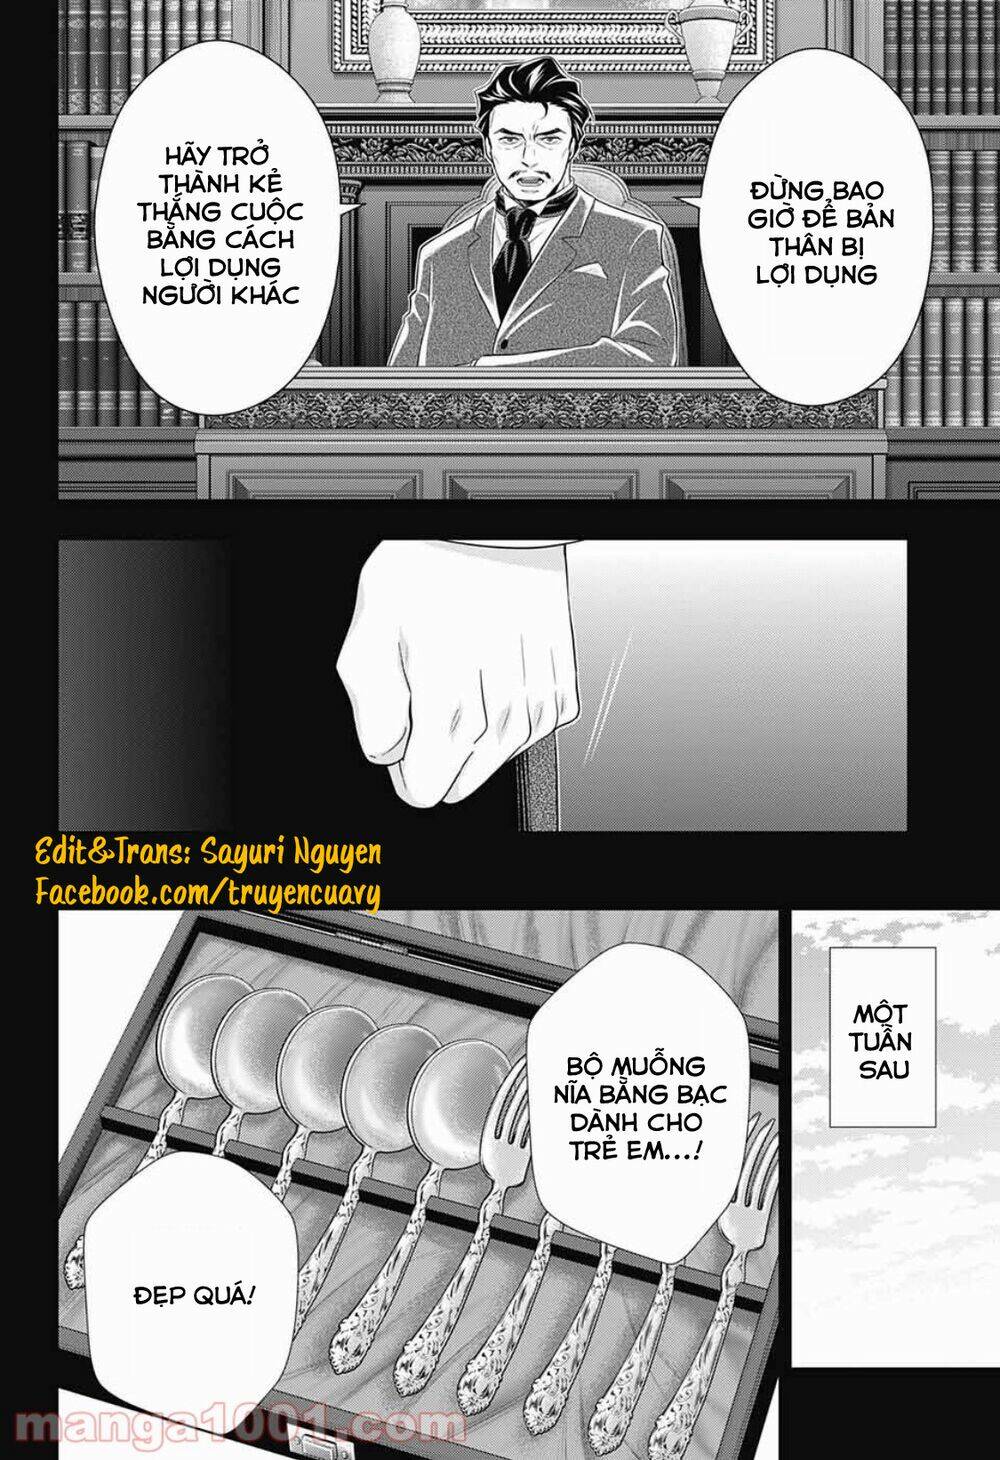 ĐỪNG BAO
GIỜ ĐỂ BẢN
THÂN BỊ
LỢI DỤNG
HÃY TRỞ
THÀNH KẺ
THẮNG CUỘC
BẰNG CÁCH
LỢI DỤNG
NGƯỜI KHÁC
Edit&Trans: Sayuri Nguyen
Facebook.com/truyencuavy
MỘT
TUẦN
SAU
BỘ MUỖNG
NĨA BẰNG BẠC
DÀNH CHO
TRẺ EM...!
ĐẸP QUÁ!
manga1001.com